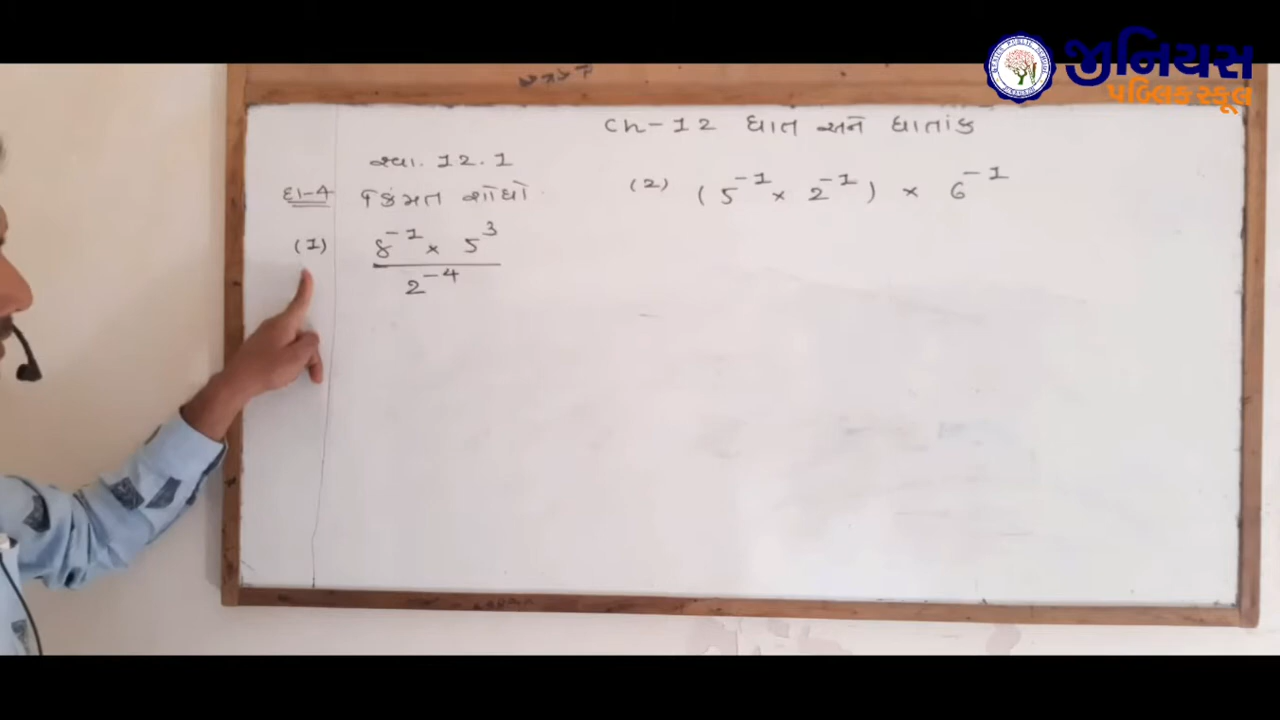 જીનિયસ
પબ્લિક સ્કૂલ
Ch-12 ઘાત અને ઘાતાંક
સ્વા. 12.1
દા-4 કિંમત શોધો
(1) 8⁻¹ × 5³
2⁻⁴
(2) (5⁻¹ × 2⁻¹) × 6⁻¹